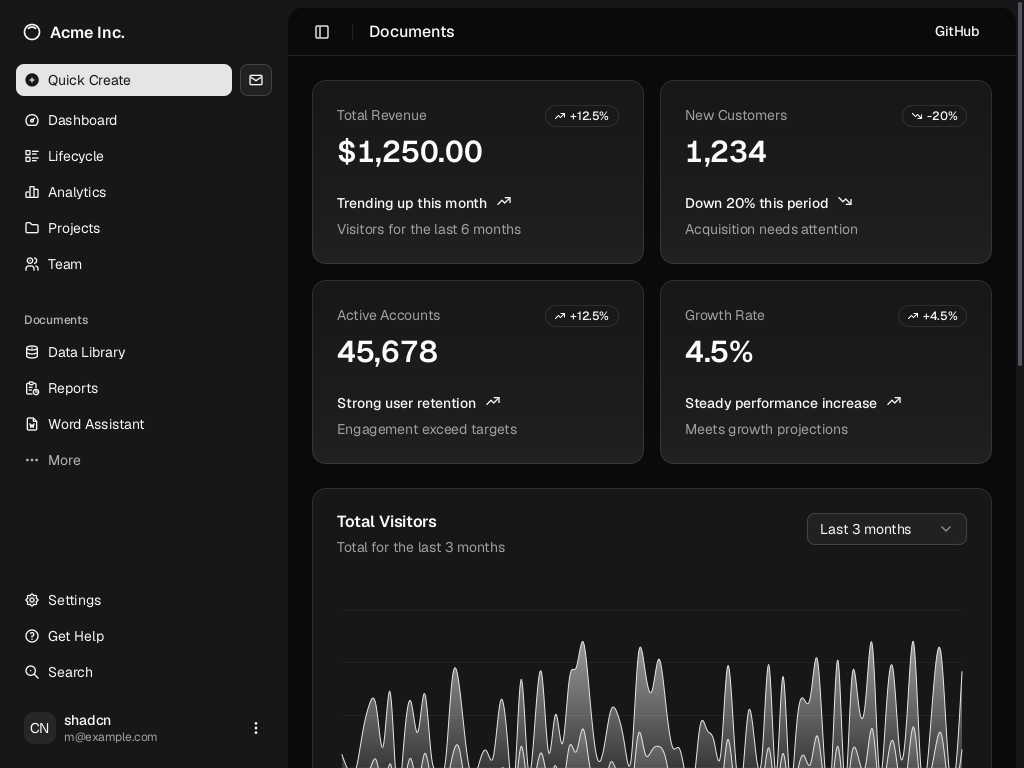 Acme Inc.
Quick Create
Dashboard
Lifecycle
Analytics
Projects
Team
Documents
Data Library
Reports
Word Assistant
More
Settings
Get Help
Search
CN
shadcn
m@example.com
Documents
GitHub
Total Revenue
+12.5%
$1,250.00
Trending up this month
Visitors for the last 6 months
New Customers
-20%
1,234
Down 20% this period
Acquisition needs attention
Active Accounts
+12.5%
45,678
Strong user retention
Engagement exceed targets
Growth Rate
+4.5%
4.5%
Steady performance increase
Meets growth projections
Total Visitors
Total for the last 3 months
Last 3 months